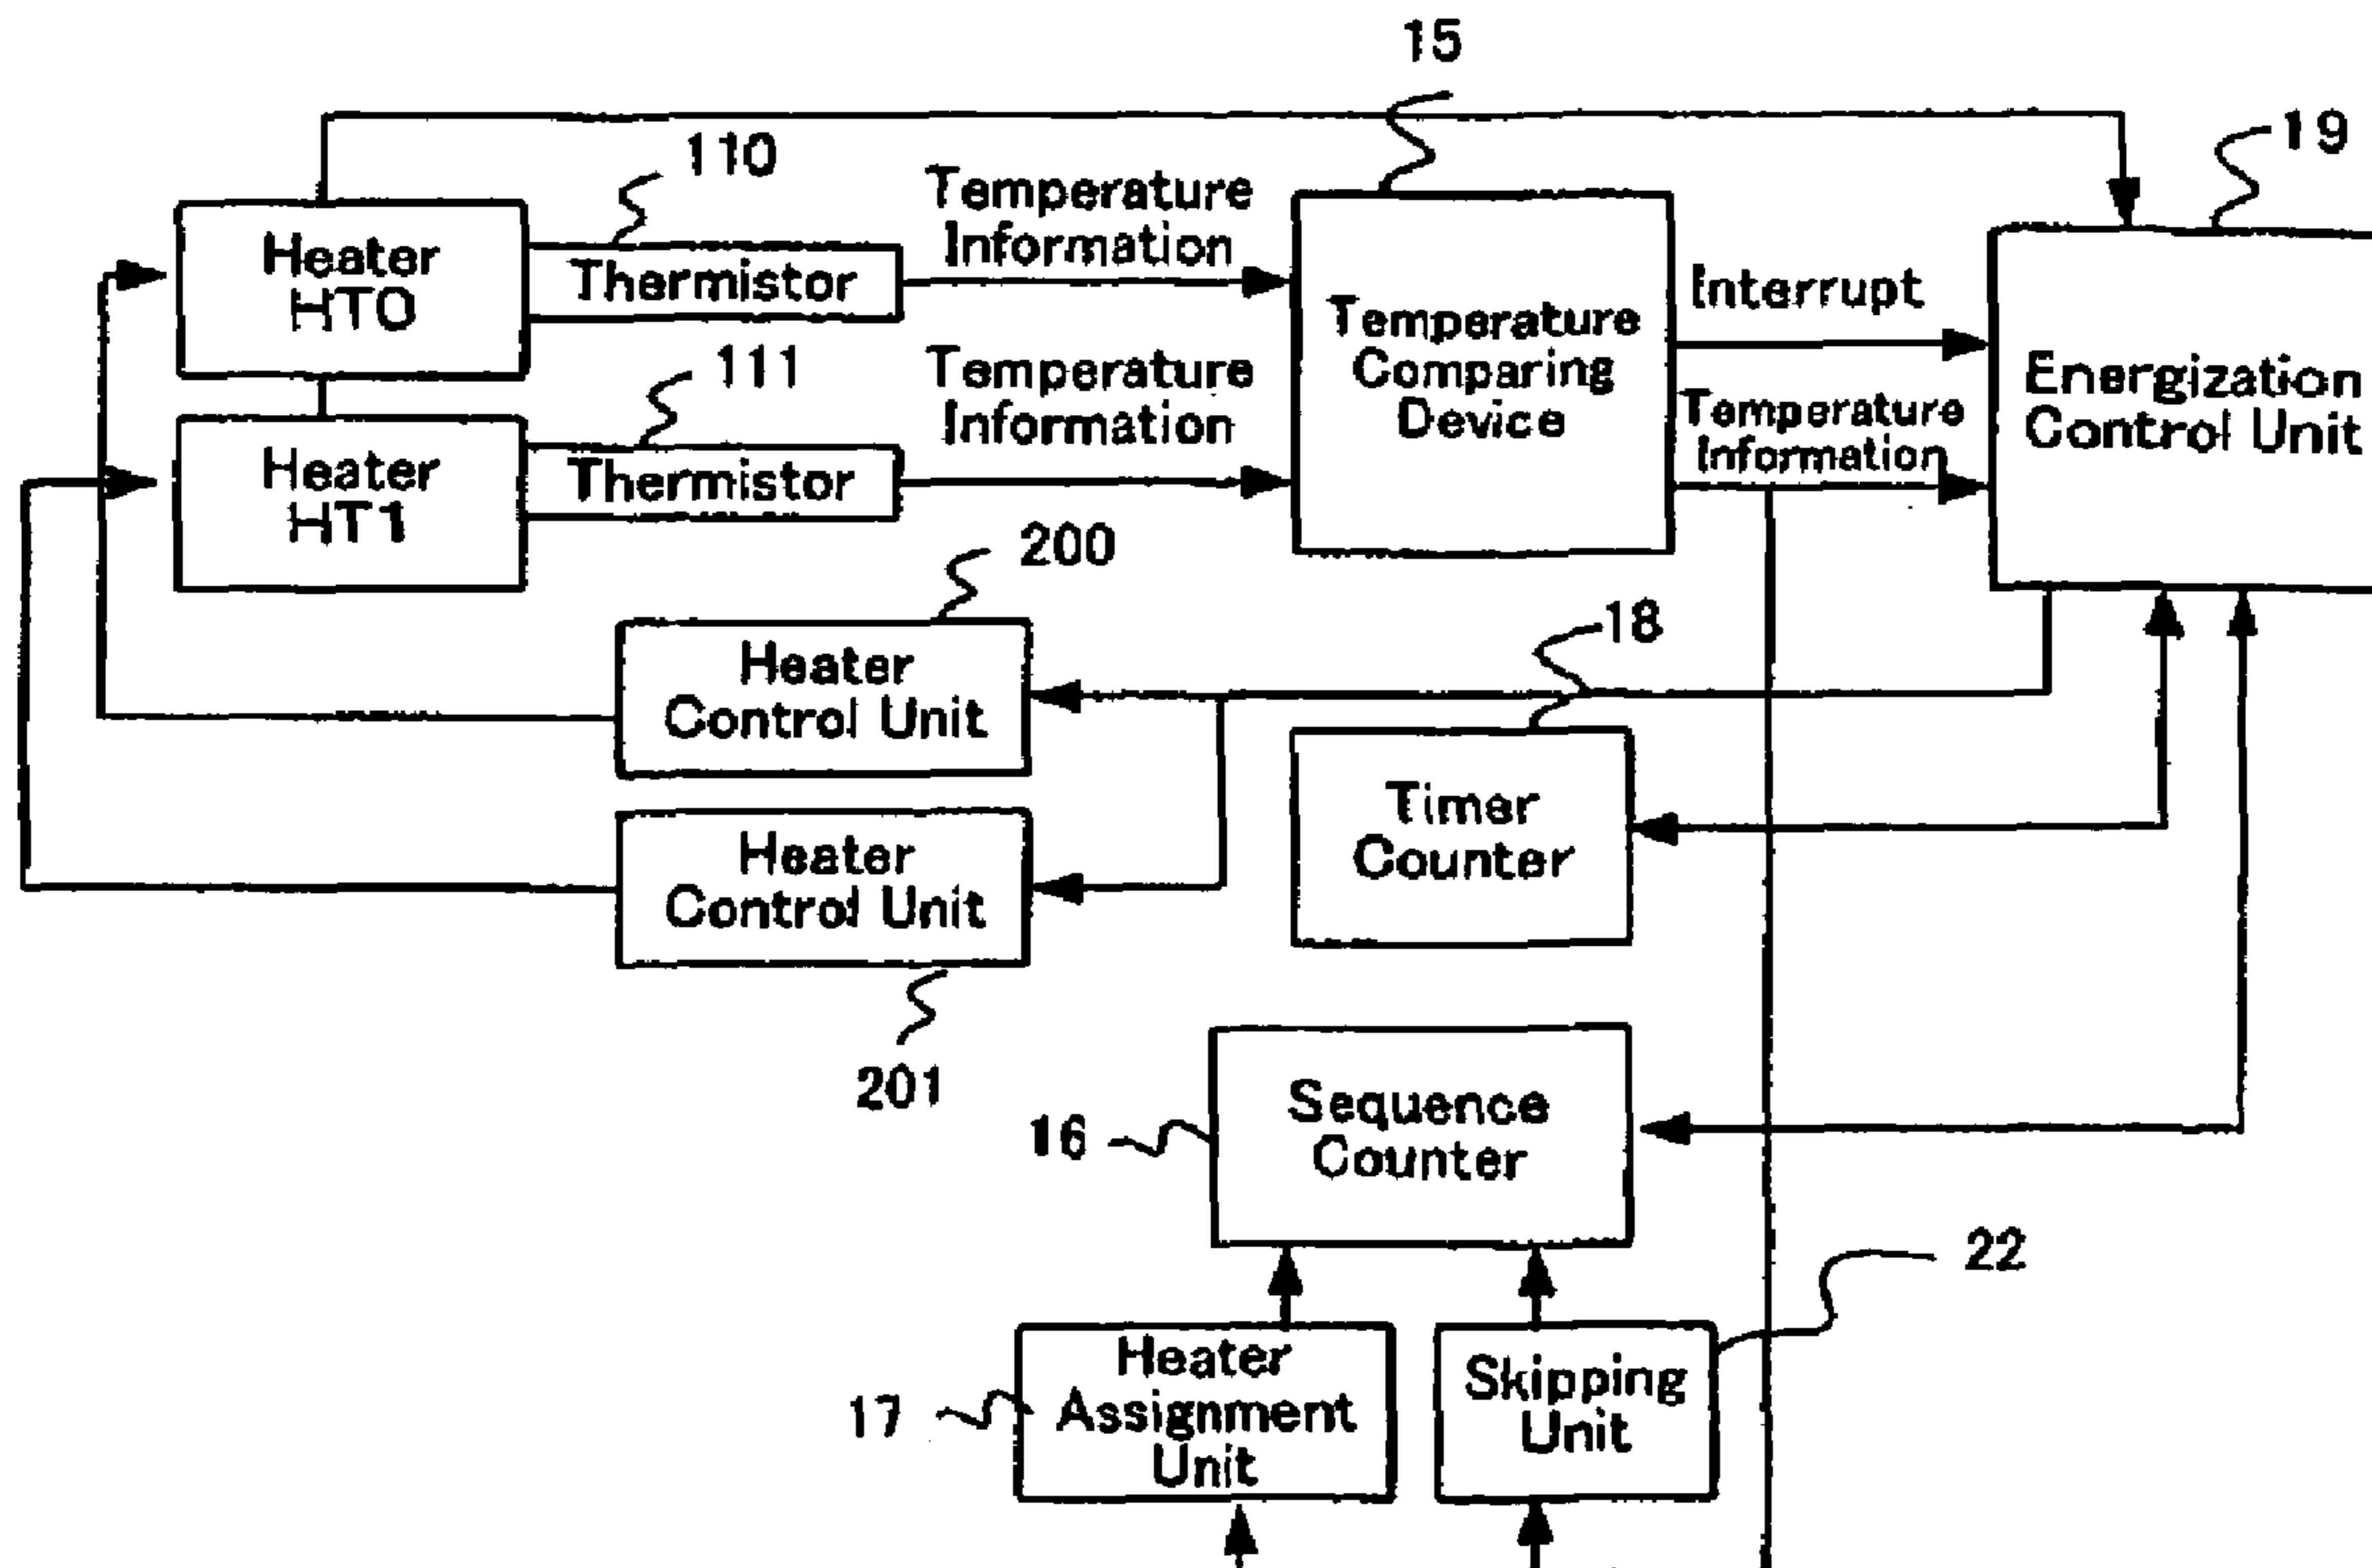 15
19
110
Temperature
Information
Heater
HT0
Thermistor
Temperature
Comparing
Device
Interrupt
Energization
Control Unit
111
Temperature
Information
Temperature
Information
Heater
HT1
Thermistor
200
18
Heater
Control Unit
Timer
Counter
Heater
Control Unit
201
16
Sequence
Counter
22
17
Heater
Assignment
Unit
Skipping
Unit